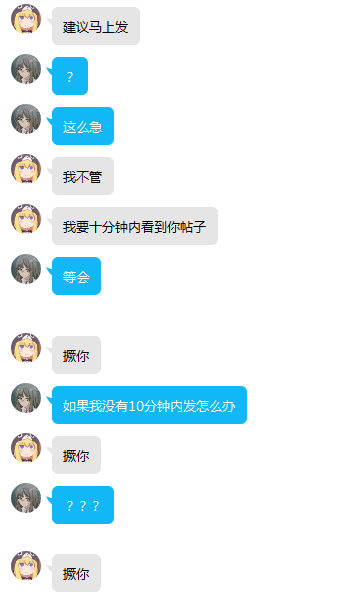 建议马上发
？
这么急
我不管
我要十分钟内看到你帖子
等会
撅你
如果我没有10分钟内发怎么办
撅你
？？？
撅你